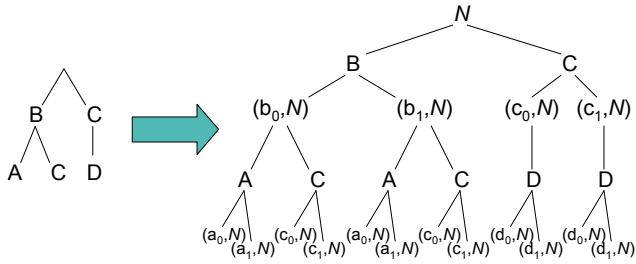 N
B C
B C (b₀,N) (b₁,N) (c₀,N) (c₁,N)
A C D A C A C D D
(a₀,N) (c₀,N) (a₀,N) (c₀,N) (d₀,N) (d₀,N)
(a₁,N) (c₁,N) (a₁,N) (c₁,N) (d₁,N) (d₁,N)